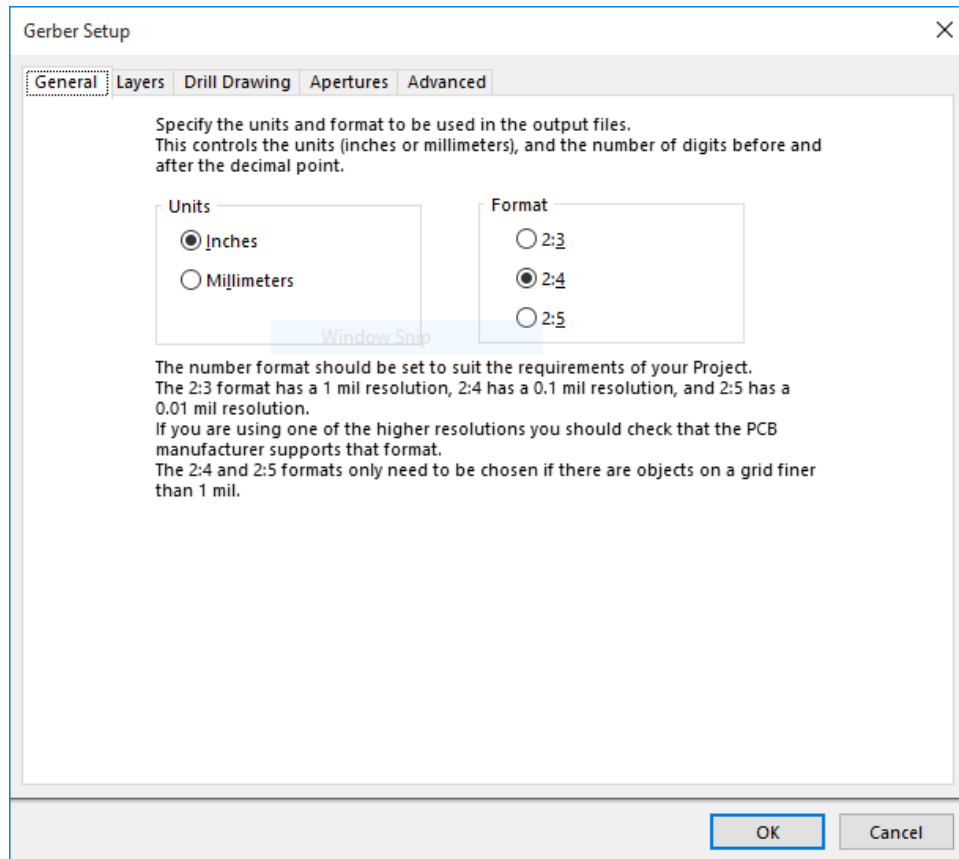 Gerber Setup
General Layers Drill Drawing Apertures Advanced
Specify the units and format to be used in the output files.
This controls the units (inches or millimeters), and the number of digits before and
after the decimal point.
Units Format
Inches 2:3
Millimeters 2:4
2:5
Window Snip
The number format should be set to suit the requirements of your Project.
The 2:3 format has a 1 mil resolution, 2:4 has a 0.1 mil resolution, and 2:5 has a
0.01 mil resolution.
If you are using one of the higher resolutions you should check that the PCB
manufacturer supports that format.
The 2:4 and 2:5 formats only need to be chosen if there are objects on a grid finer
than 1 mil.
OK Cancel